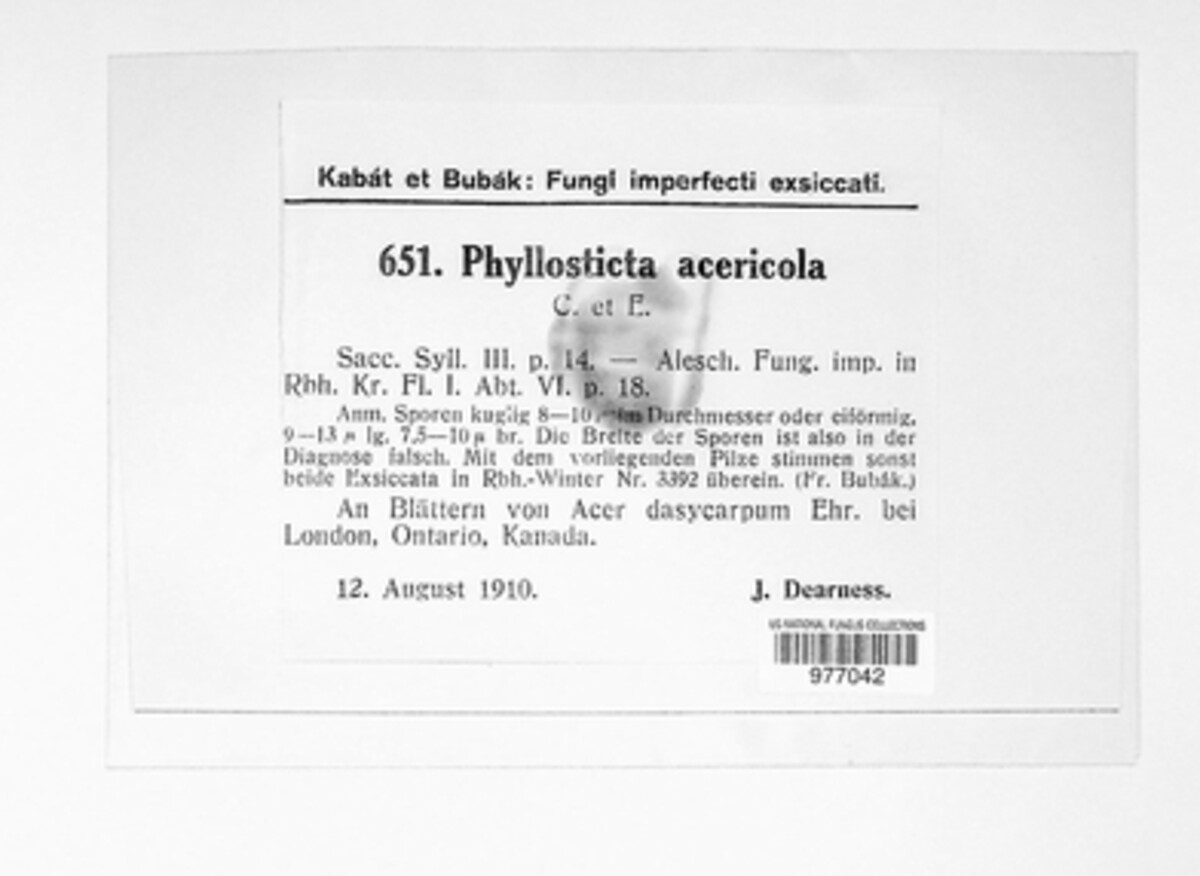 Kabát et Bubák: Fungi imperfecti exsiccati.
651. Phyllosticta acericola
C. et E.
Sacc. Syll. III. p. 14. — Alesch. Fung. imp. in
Rbh. Kr. Fl. I. Abt. VI. p. 18.
Anm. Sporen kuglig 8—10 µ im Durchmesser oder eiförmig,
9—13 µ lg. 7,5—10 µ br. Die Breite der Sporen ist also in der
Diagnose falsch. Mit dem vorliegenden Pilze stimmen sonst
beide Exsiccata in Rbh.-Winter Nr. 3392 überein. (Fr. Bubák.)
An Blättern von Acer dasycarpum Ehr. bei
London, Ontario, Kanada.
12. August 1910. J. Dearness.
US NATIONAL FUNGUS COLLECTIONS
977042